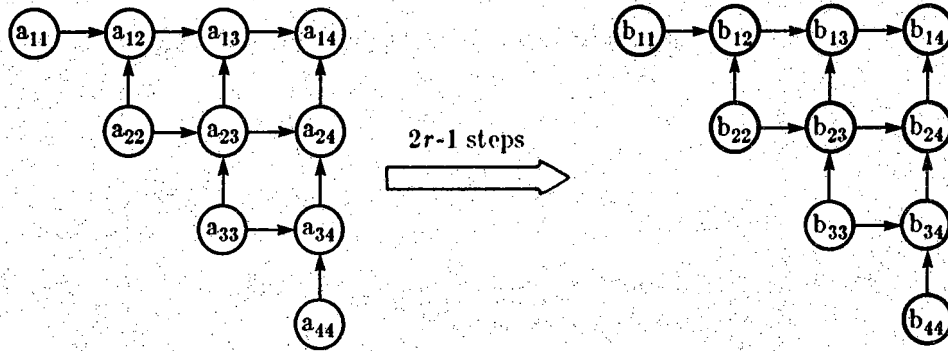 a11 a12 a13 a14 b11 b12 b13 b14
a22 a23 a24 b22 b23 b24
2r-1 steps
a33 a34 b33 b34
a44 b44